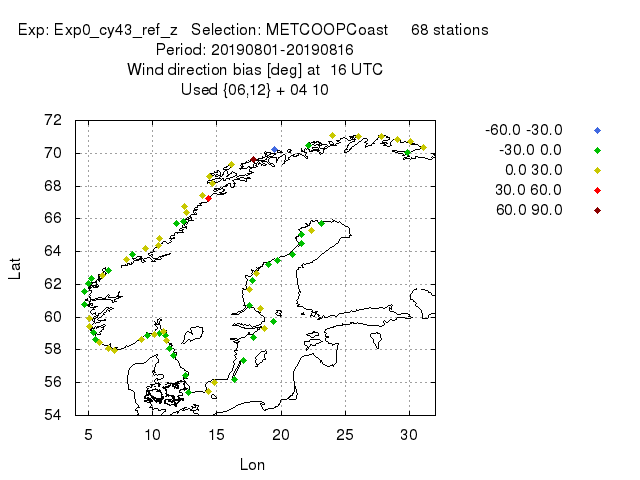 Exp: Exp0_cy43_ref_z   Selection: METCOOPCoast     68 stations
Period: 20190801-20190816
Wind direction bias [deg] at  16 UTC
Used {06,12} + 04 10
-60.0 -30.0
-30.0 0.0
0.0 30.0
30.0 60.0
60.0 90.0
72
70
68
66
64
62
60
58
56
54
Lat
5 10 15 20 25 30
Lon